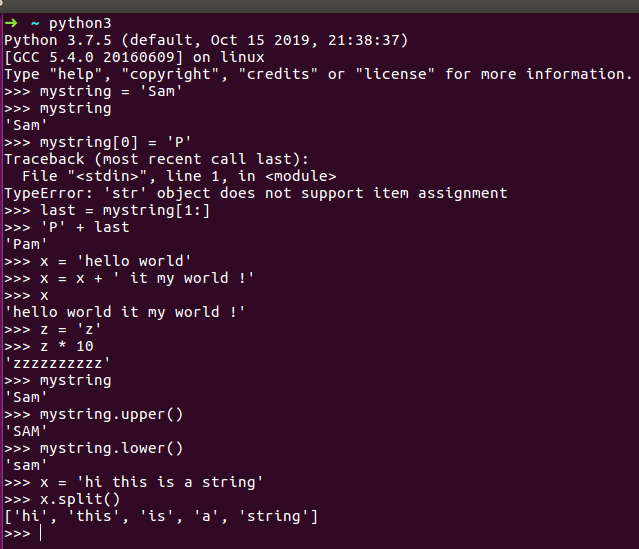 ➜ ~ python3
Python 3.7.5 (default, Oct 15 2019, 21:38:37)
[GCC 5.4.0 20160609] on linux
Type "help", "copyright", "credits" or "license" for more information.
>>> mystring = 'Sam'
>>> mystring
'Sam'
>>> mystring[0] = 'P'
Traceback (most recent call last):
  File "<stdin>", line 1, in <module>
TypeError: 'str' object does not support item assignment
>>> last = mystring[1:]
>>> 'P' + last
'Pam'
>>> x = 'hello world'
>>> x = x + ' it my world !'
>>> x
'hello world it my world !'
>>> z = 'z'
>>> z * 10
'zzzzzzzzzz'
>>> mystring
'Sam'
>>> mystring.upper()
'SAM'
>>> mystring.lower()
'sam'
>>> x = 'hi this is a string'
>>> x.split()
['hi', 'this', 'is', 'a', 'string']
>>>